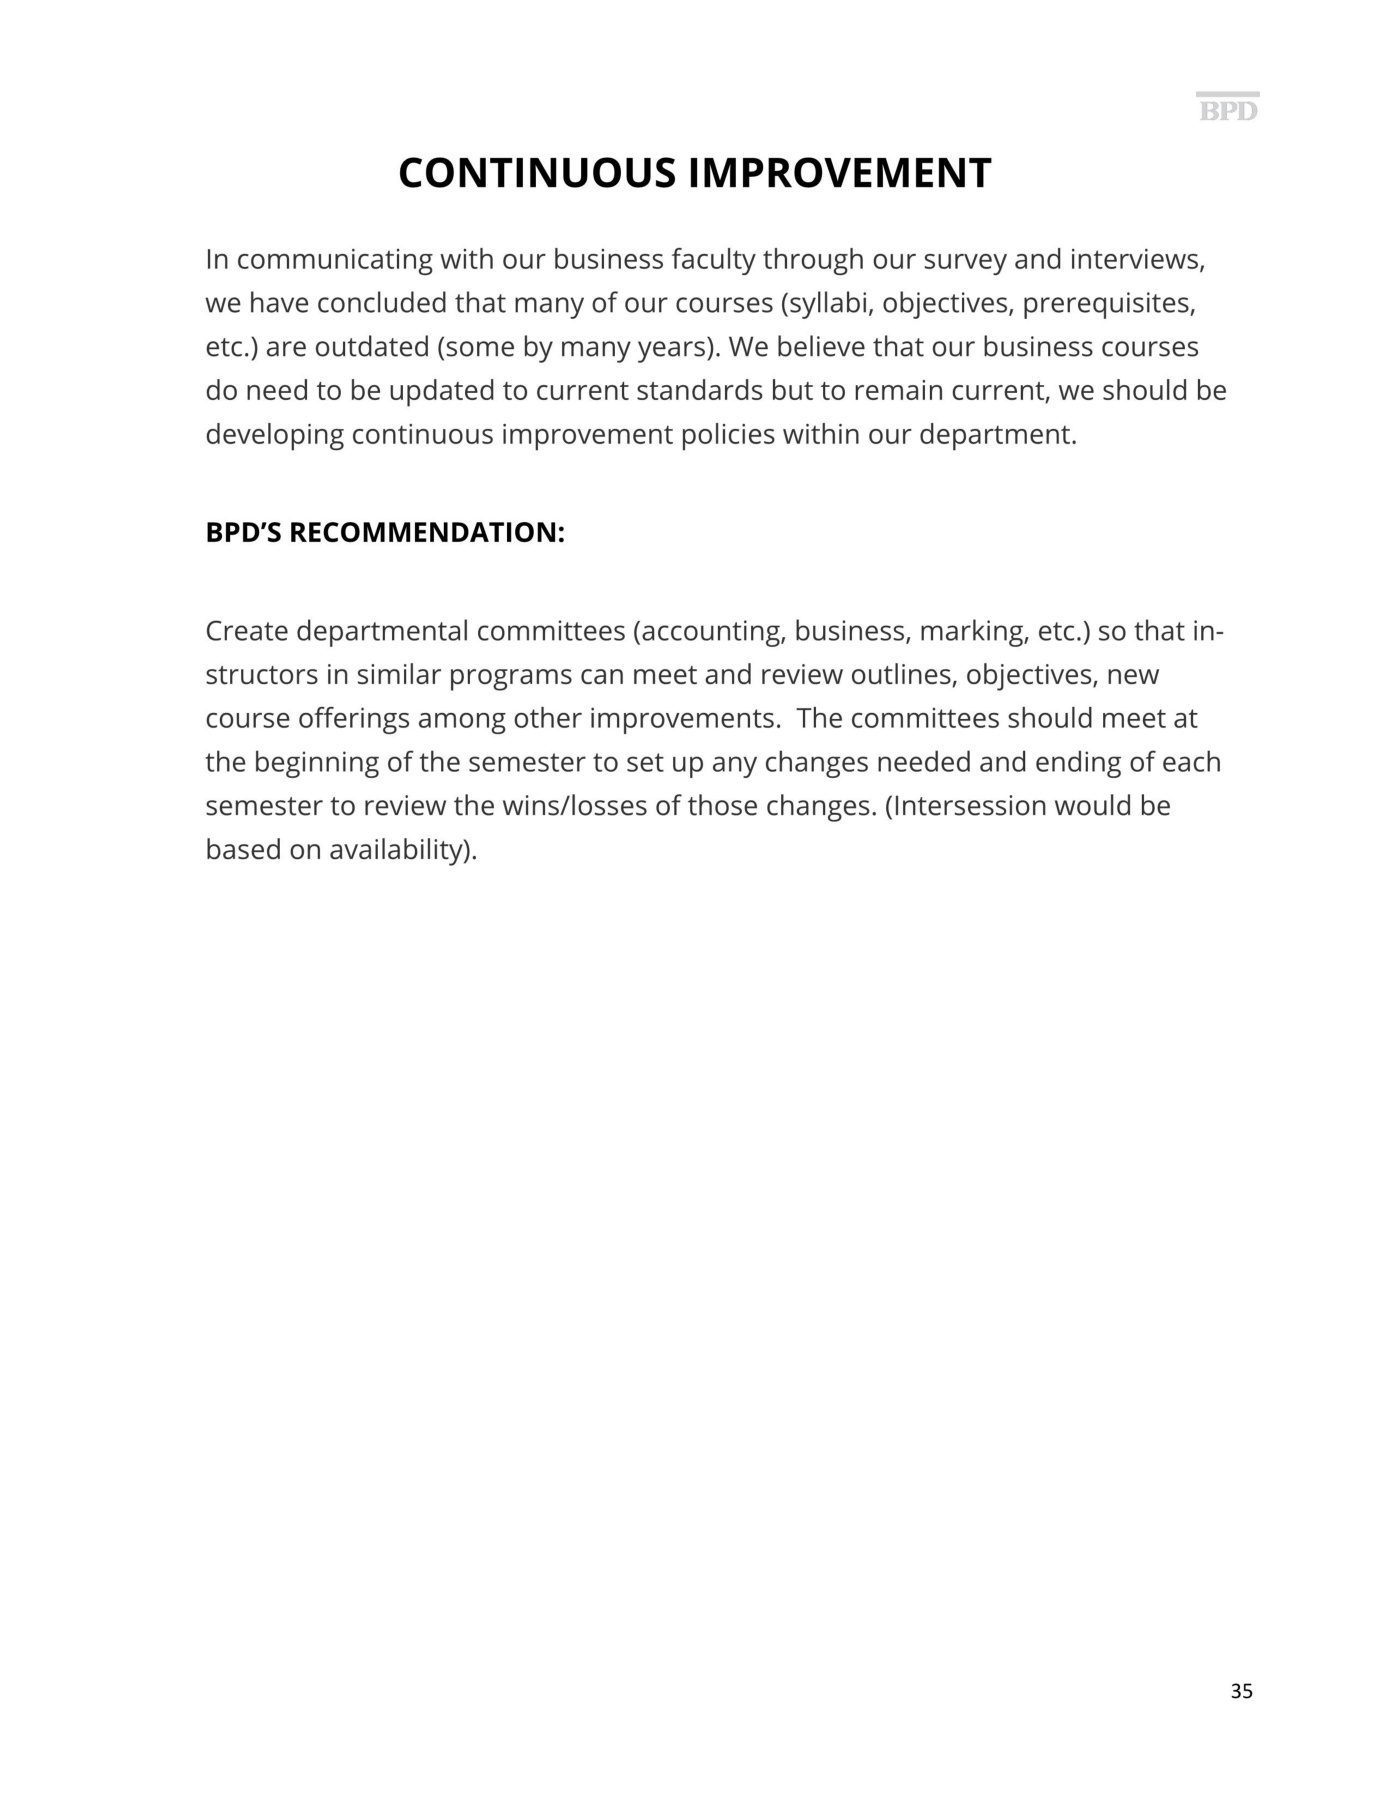 BPD
CONTINUOUS IMPROVEMENT
In communicating with our business faculty through our survey and interviews,
we have concluded that many of our courses (syllabi, objectives, prerequisites,
etc.) are outdated (some by many years). We believe that our business courses
do need to be updated to current standards but to remain current, we should be
developing continuous improvement policies within our department.
BPD’S RECOMMENDATION:
Create departmental committees (accounting, business, marking, etc.) so that in-
structors in similar programs can meet and review outlines, objectives, new
course offerings among other improvements.  The committees should meet at
the beginning of the semester to set up any changes needed and ending of each
semester to review the wins/losses of those changes. (Intersession would be
based on availability).
35